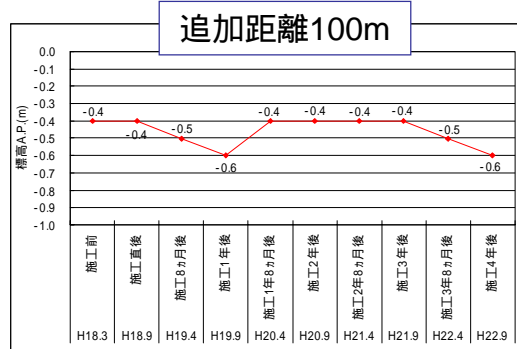 追加距離100m
標高A.P.(m)
0.0
-0.1
-0.2
-0.3
-0.4
-0.5
-0.6
-0.7
-0.8
-0.9
-1.0
-0.4
-0.4
-0.5
-0.6
-0.4
-0.4
-0.4
-0.4
-0.5
-0.6
施工前
施工直後
施工8ヵ月後
施工1年後
施工1年8ヵ月後
施工2年後
施工2年8ヵ月後
施工3年後
施工3年8ヵ月後
施工4年後
H18.3 H18.9 H19.4 H19.9 H20.4 H20.9 H21.4 H21.9 H22.4 H22.9